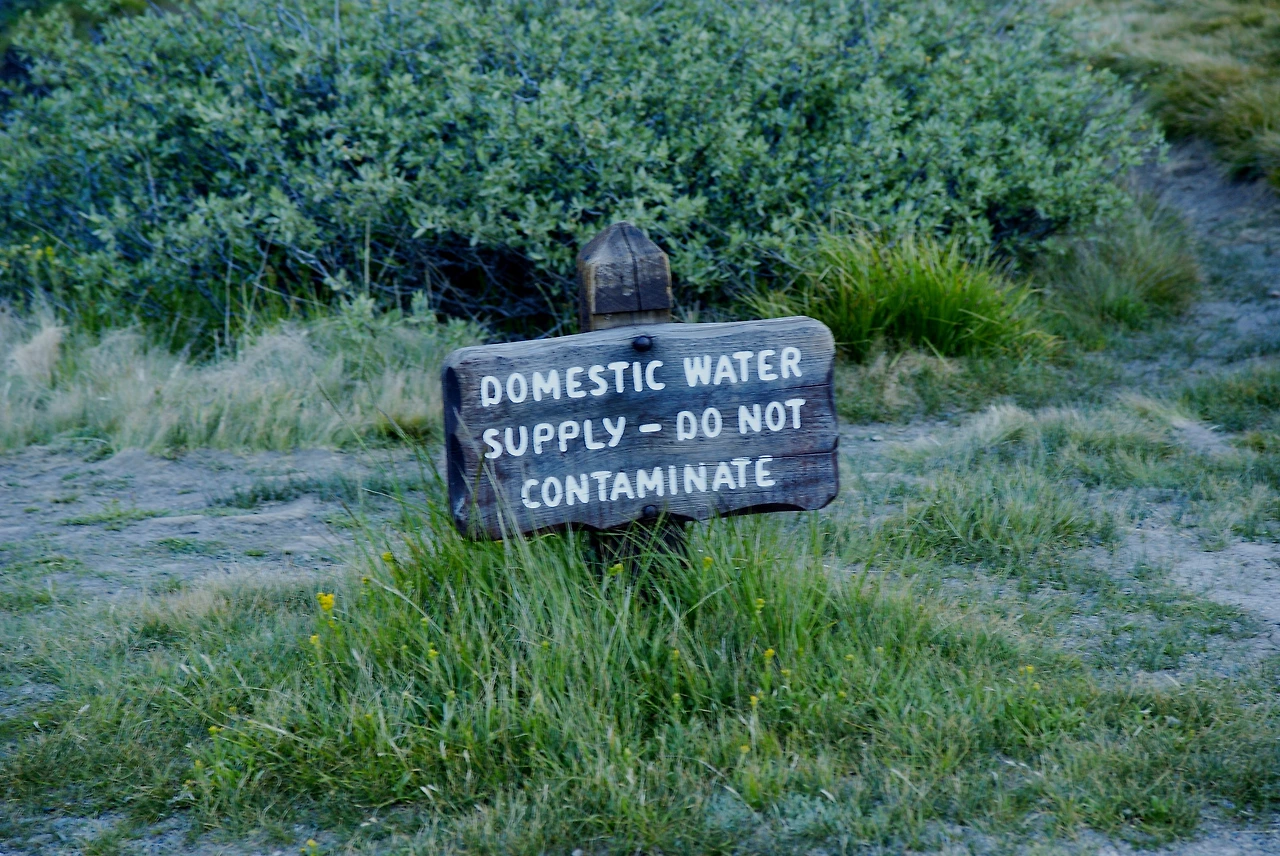 DOMESTIC WATER
SUPPLY - DO NOT
CONTAMINATE